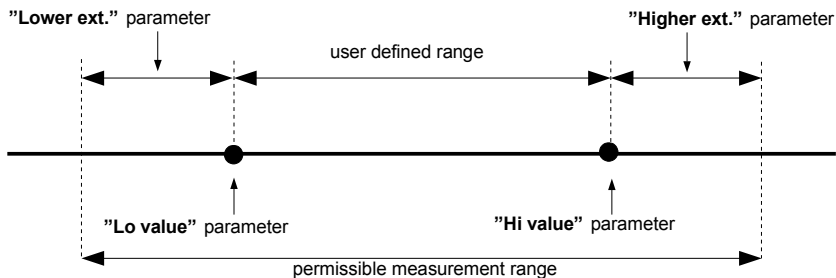 ”Lower ext.” parameter
”Higher ext.” parameter
user defined range
”Lo value” parameter
”Hi value” parameter
permissible measurement range